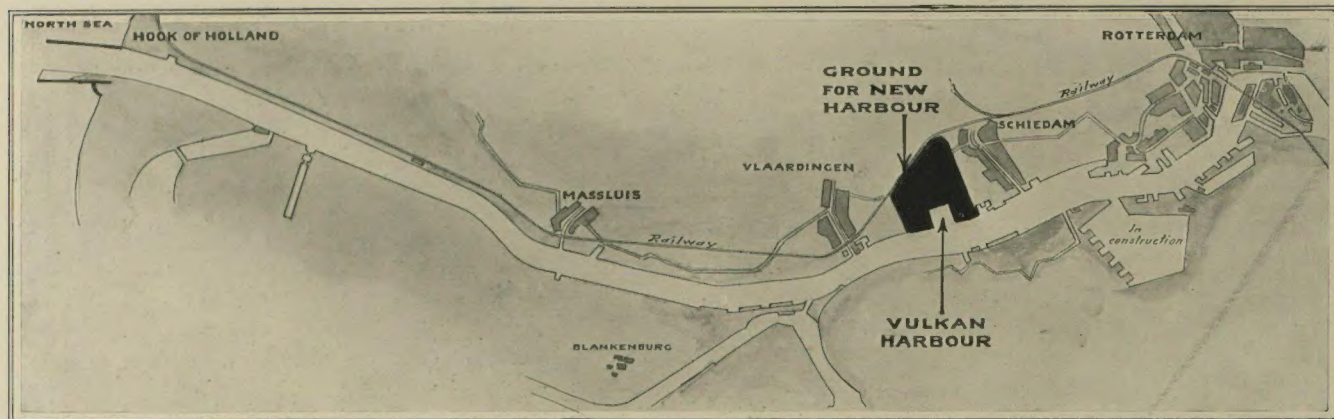 NORTH SEA
HOOK OF HOLLAND
ROTTERDAM
GROUND
FOR NEW
HARBOUR
Railway
SCHIEDAM
VLAARDINGEN
MASSLUIS
Railway
In
construction
VULKAN
HARBOUR
BLANKENBURG